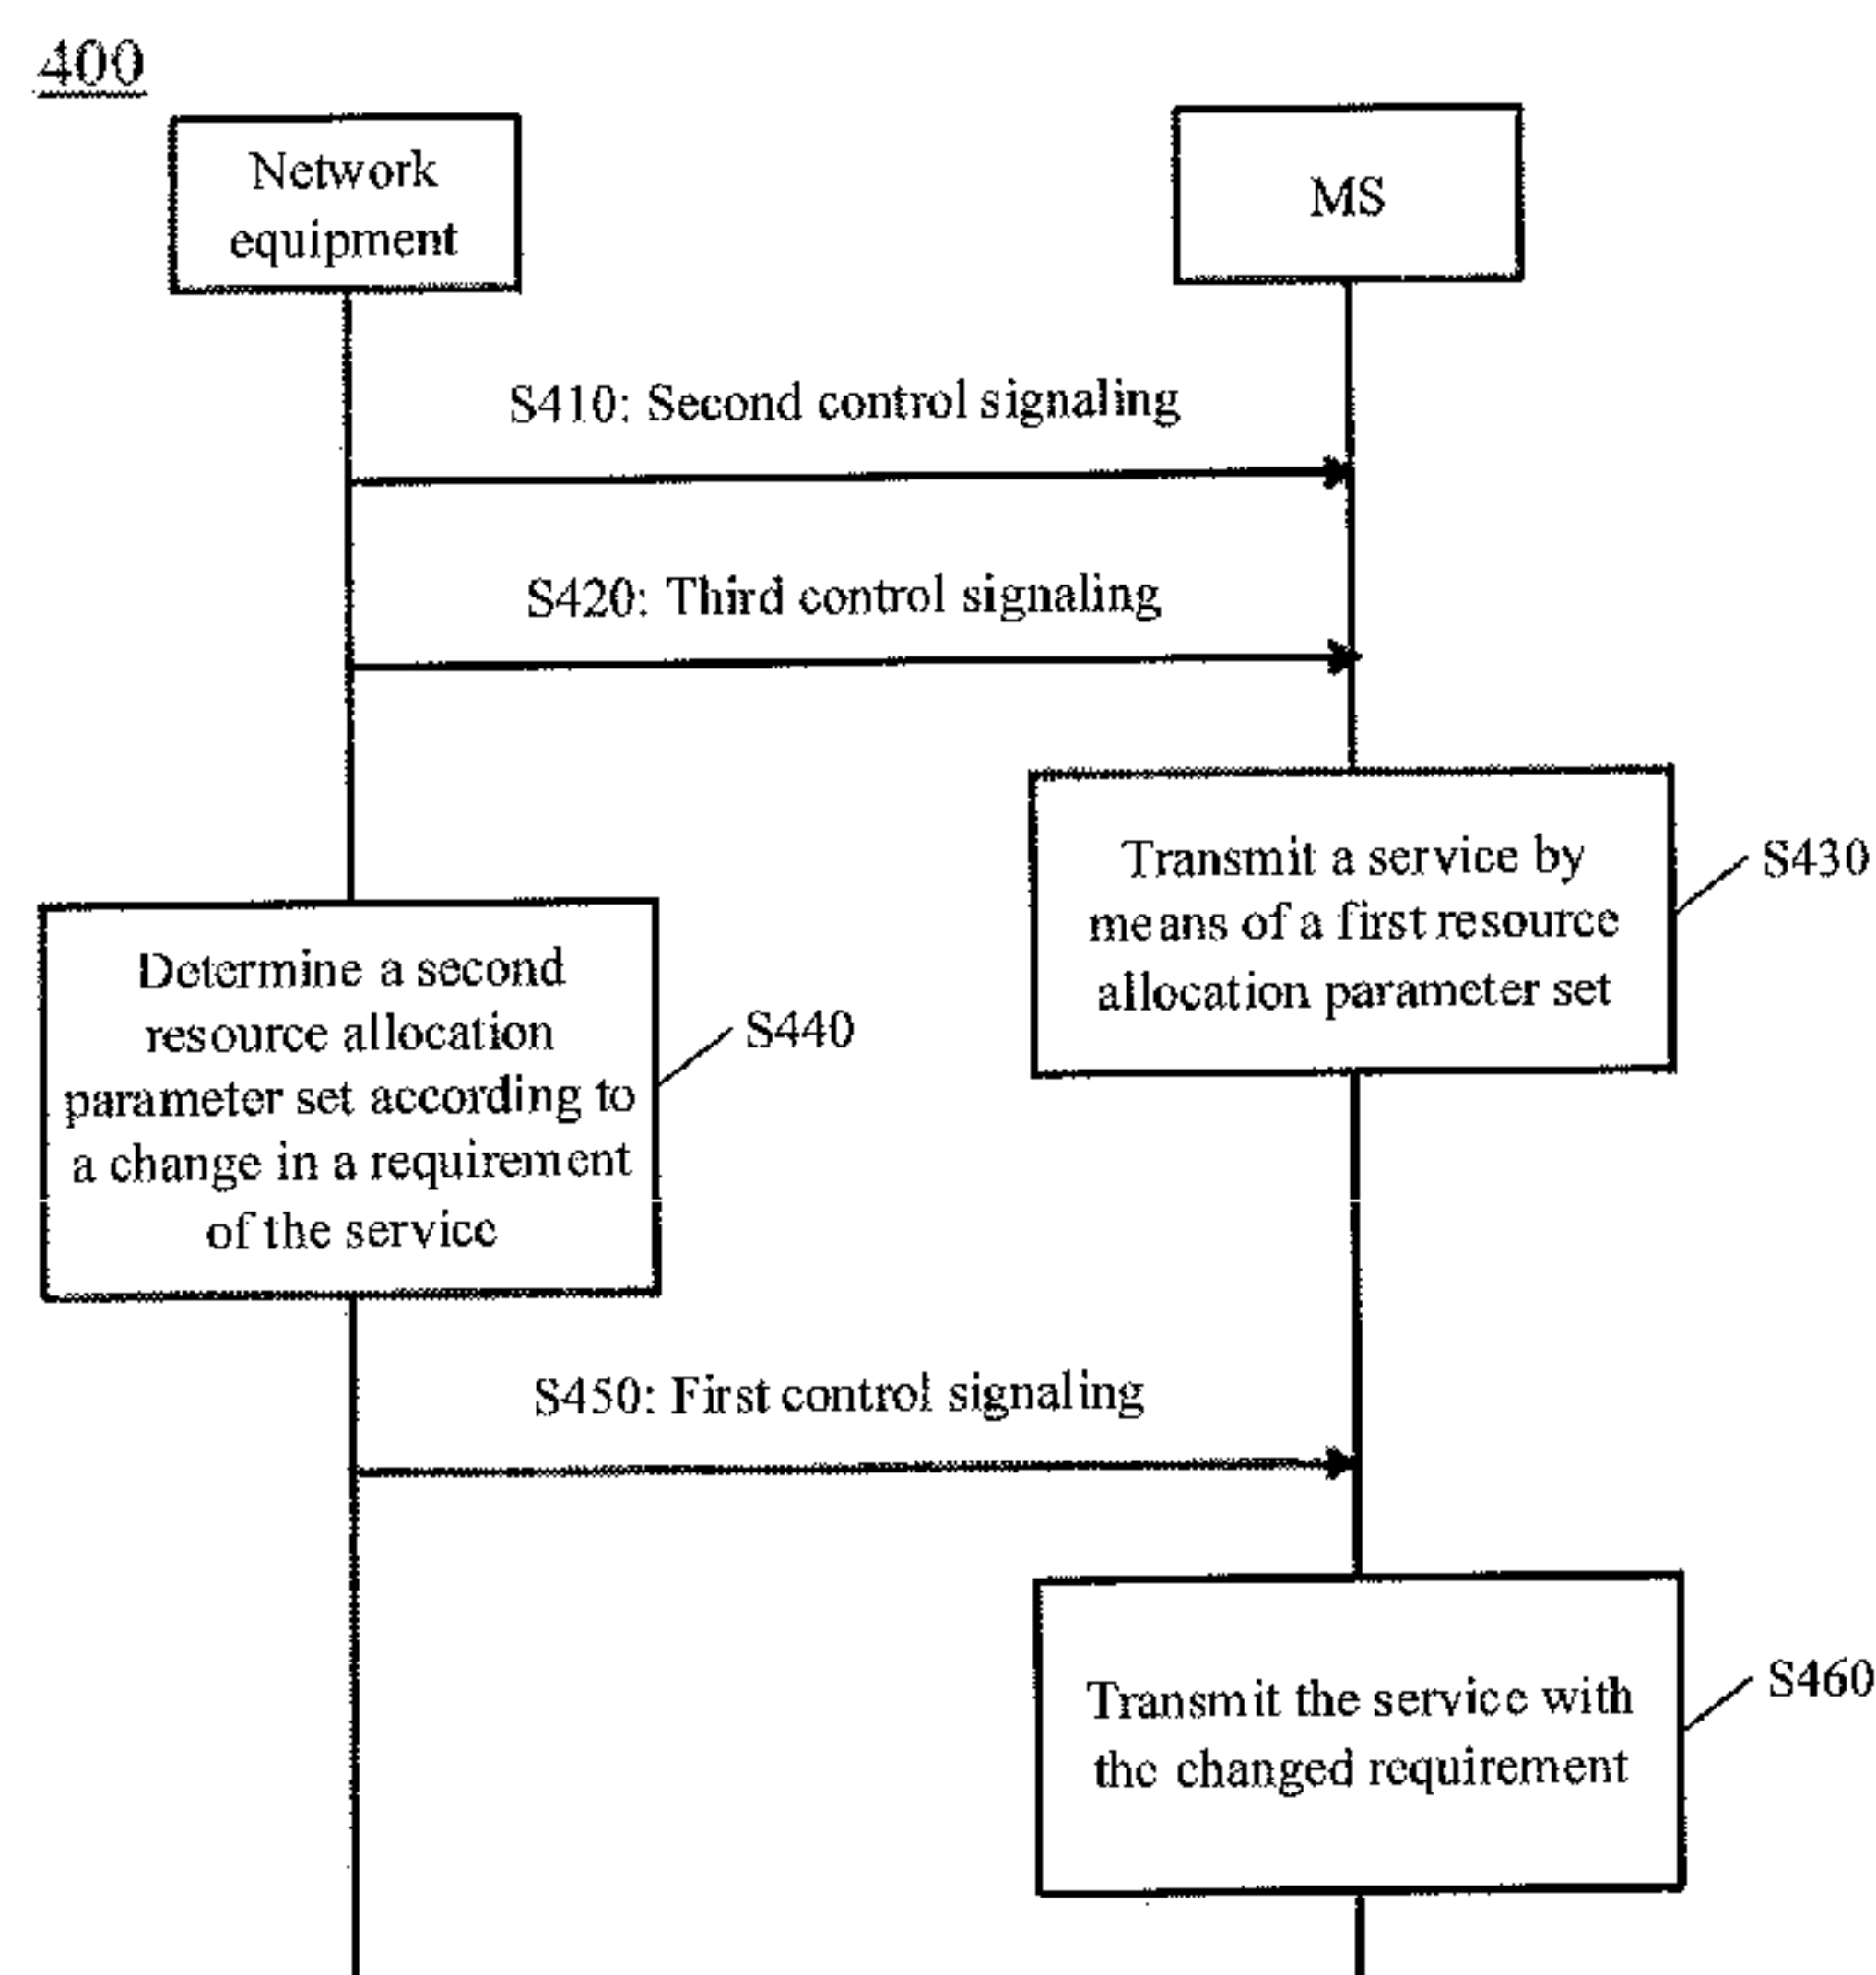 400
Network
equipment
MS
S410: Second control signaling
S420: Third control signaling
Transmit a service by
means of a first resource
allocation parameter set
S430
Determine a second
resource allocation
parameter set according to
a change in a requirement
of the service
S440
S450: First control signaling
Transmit the service with
the changed requirement
S460